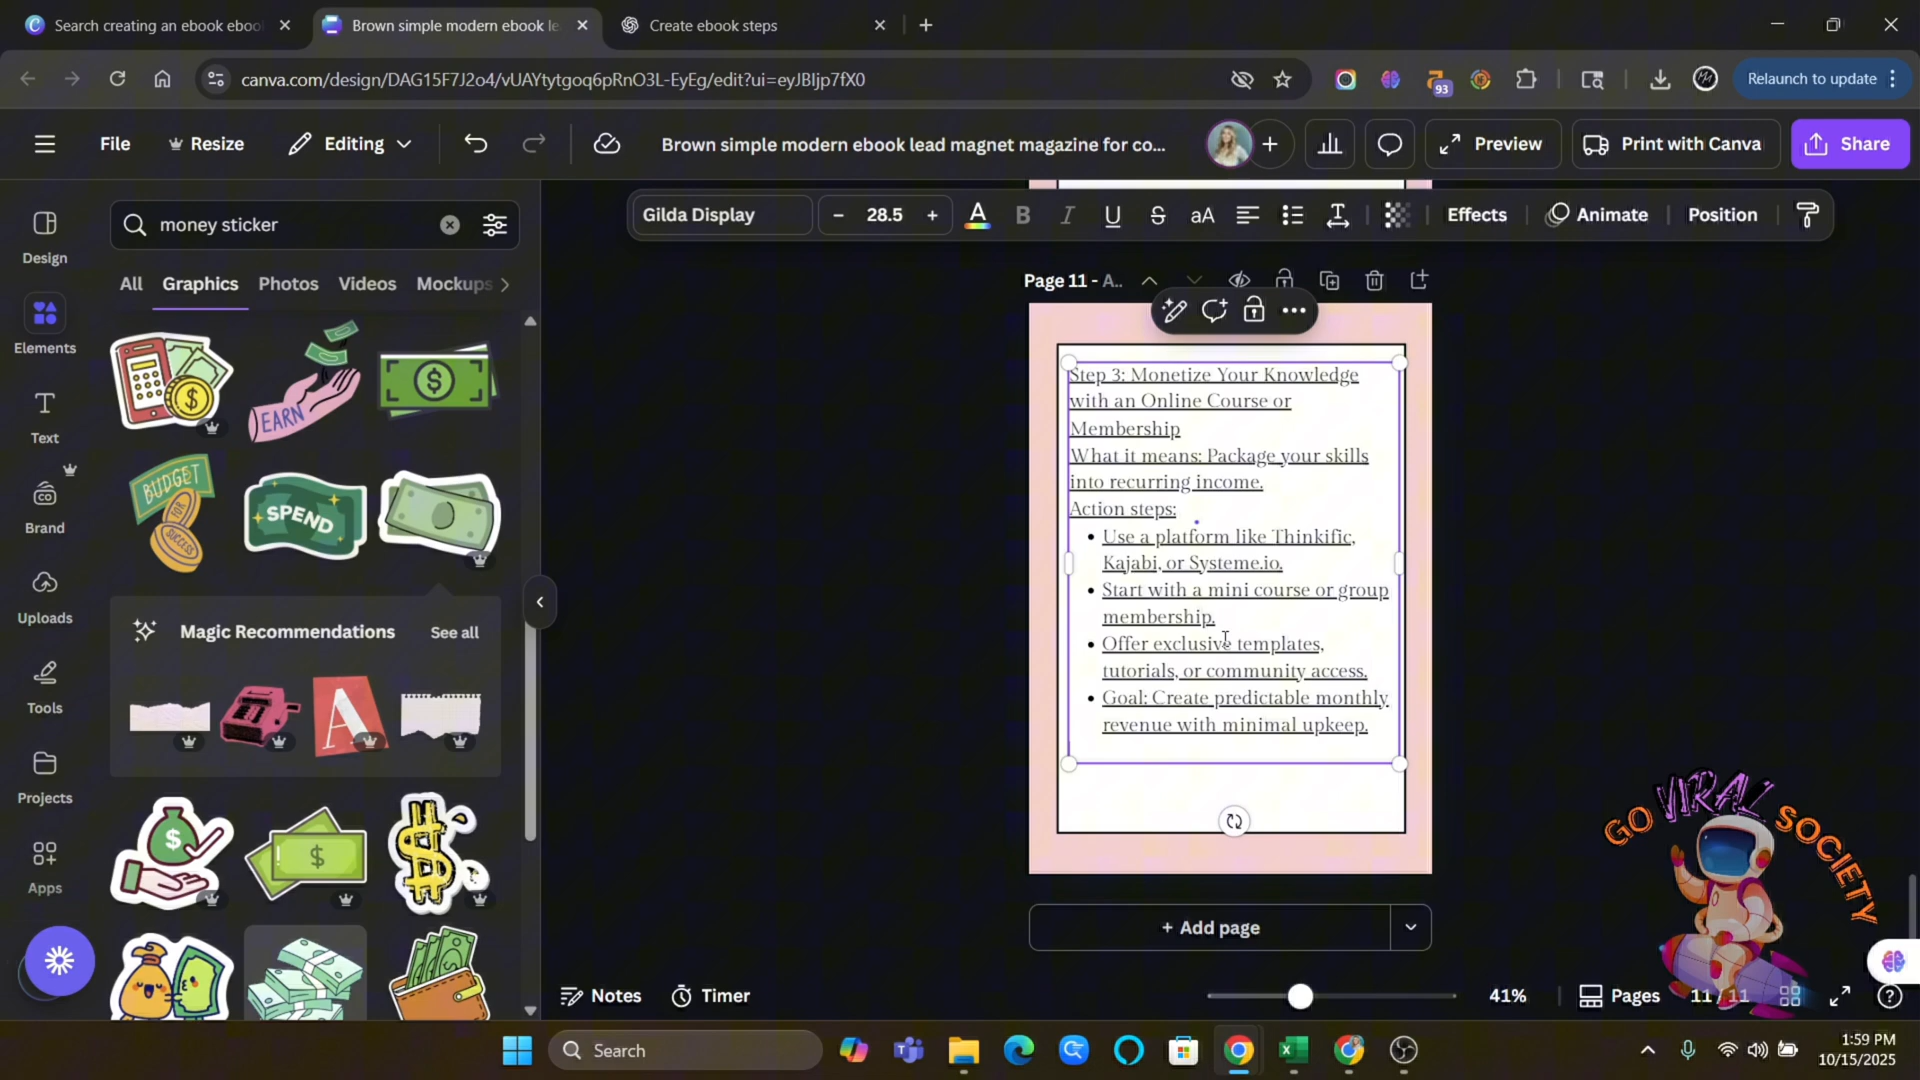 Search creating an ebook eboo
Brown simple modern ebook le
Create ebook steps
canva.com/design/DAG15F7J2o4/vUAYtytgoq6pRnO3L-EyEg/edit?ui=eyJBIjp7fX0
93
Relaunch to update
File
Resize
Editing
Brown simple modern ebook lead magnet magazine for co...
Preview
Print with Canva
Share
Design
Elements
Text
Brand
Uploads
Tools
Projects
Apps
money sticker
All Graphics Photos Videos Mockups
EARN
BUDGET
FOR
SUCCESS
SPEND
Magic Recommendations
See all
A
Gilda Display
28.5
A B I U S aA
Effects
Animate
Position
Page 11 - A..
Step 3: Monetize Your Knowledge
with an Online Course or
Membership
What it means: Package your skills
into recurring income.
Action steps:
Use a platform like Thinkific,
Kajabi, or Systeme.io.
Start with a mini course or group
membership.
Offer exclusive templates,
tutorials, or community access.
Goal: Create predictable monthly
revenue with minimal upkeep.
+ Add page
GO VIRAL SOCIETY
Notes
Timer
41%
Pages
11 / 11
Search
1:59 PM
10/15/2025